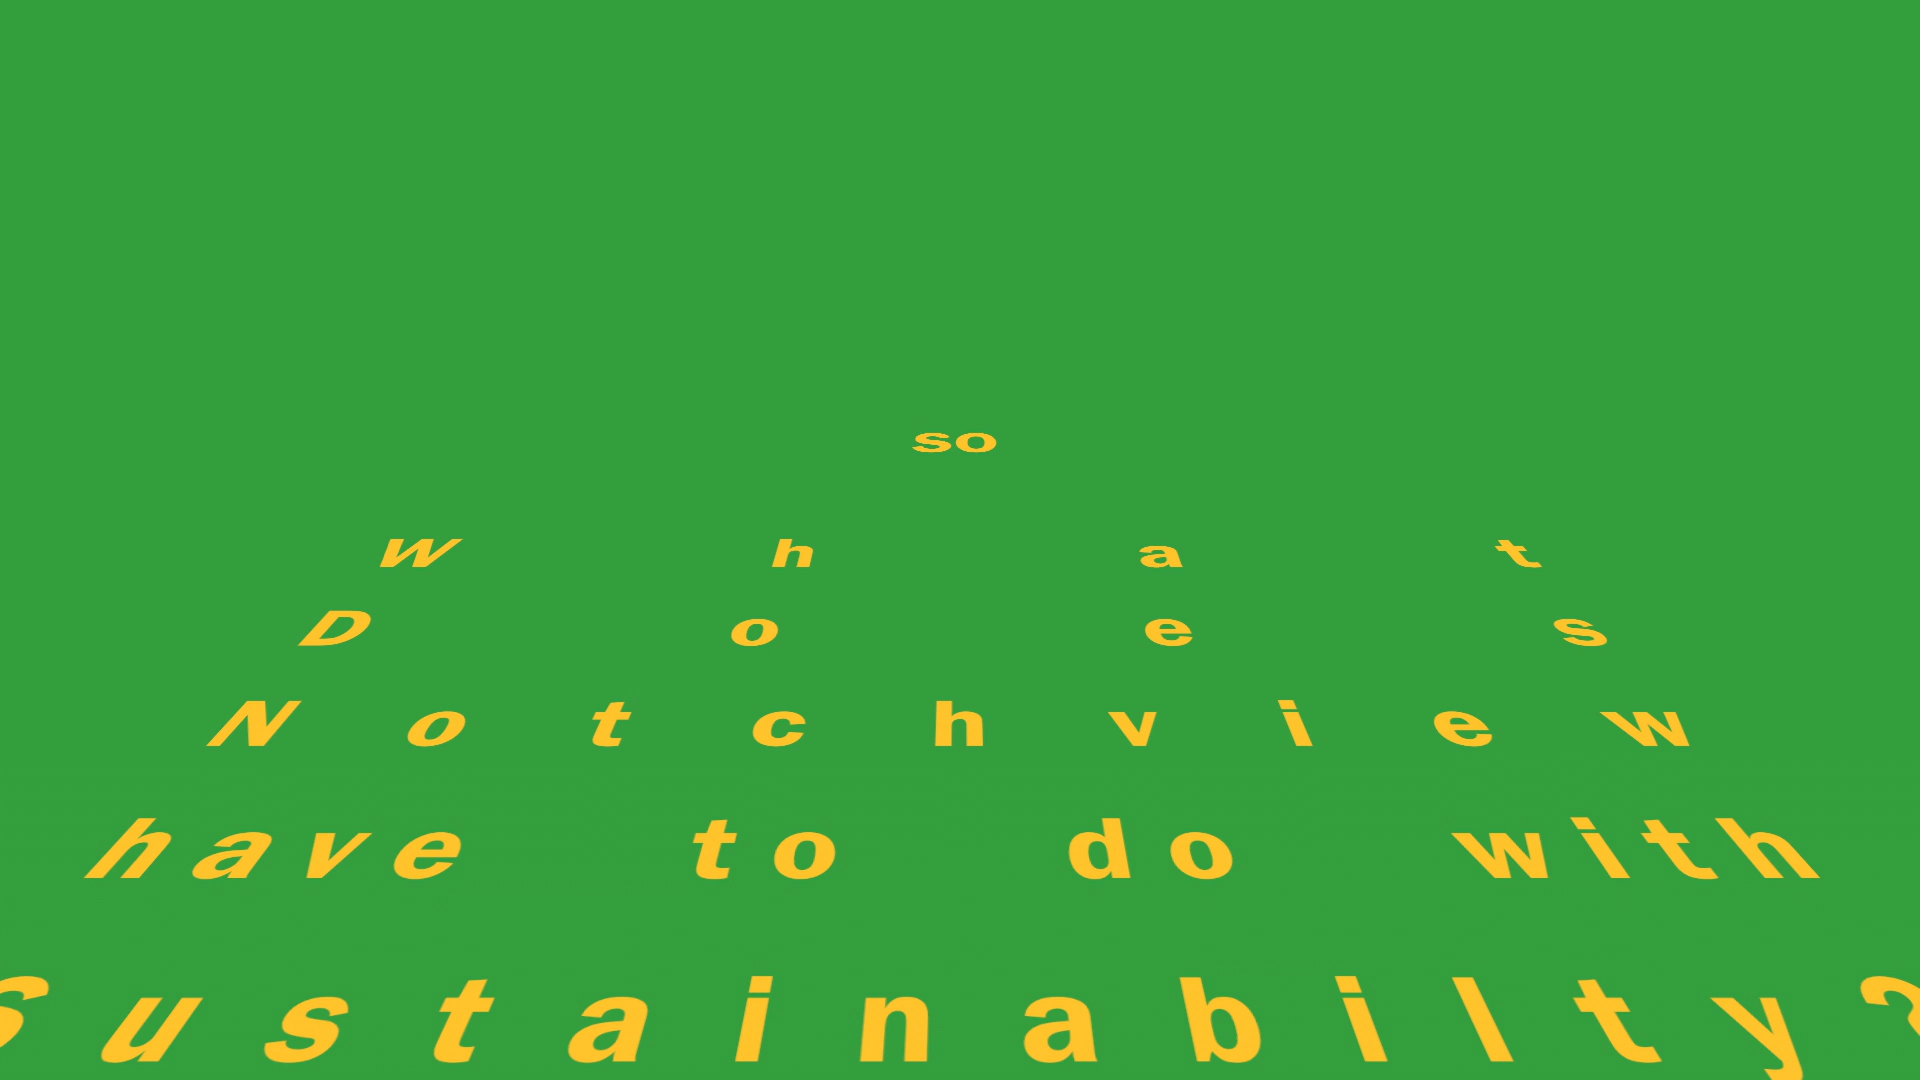 so
What
Does
Notchview
have to do with
Sustainabilty?